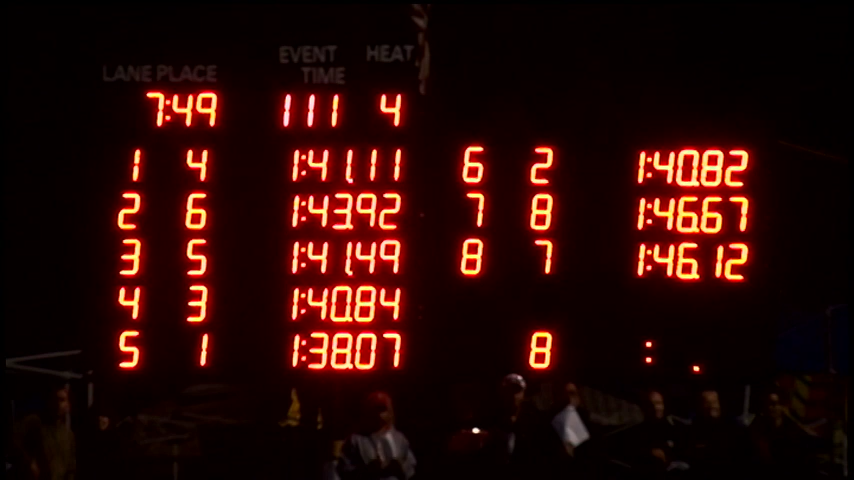 EVENT HEAT
LANE PLACE TIME
7:49 111 4
1 4 1:41.11 6 2 1:40.82
2 6 1:43.92 7 8 1:46.67
3 5 1:41.49 8 7 1:46.12
4 3 1:40.84
5 1 1:38.07 8 : .